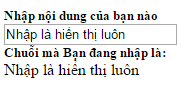 Nhập nội dung của bạn nào
Nhập là hiển thị luôn
Chuỗi mà Bạn đang nhập là:
Nhập là hiển thị luôn